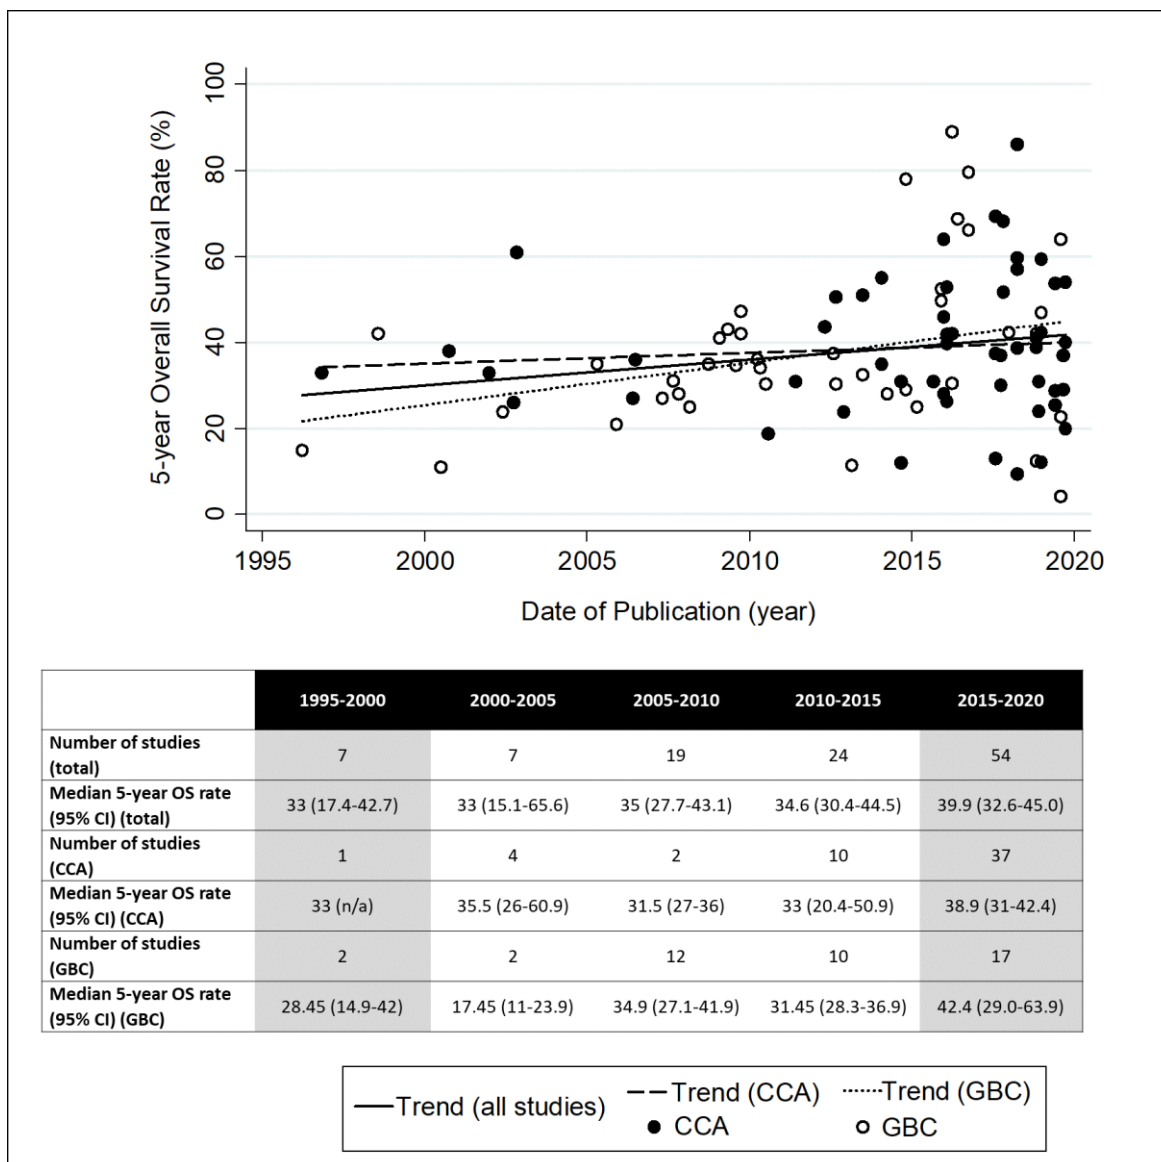 5-year Overall Survival Rate (%)
100
80
60
40
20
0
1995 2000 2005 2010 2015 2020
Date of Publication (year)
1995-2000 2000-2005 2005-2010 2010-2015 2015-2020
Number of studies
(total) 7 7 19 24 54
Median 5-year OS rate
(95% CI) (total) 33 (17.4-42.7) 33 (15.1-65.6) 35 (27.7-43.1) 34.6 (30.4-44.5) 39.9 (32.6-45.0)
Number of studies
(CCA) 1 4 2 10 37
Median 5-year OS rate
(95% CI) (CCA) 33 (n/a) 35.5 (26-60.9) 31.5 (27-36) 33 (20.4-50.9) 38.9 (31-42.4)
Number of studies
(GBC) 2 2 12 10 17
Median 5-year OS rate
(95% CI) (GBC) 28.45 (14.9-42) 17.45 (11-23.9) 34.9 (27.1-41.9) 31.45 (28.3-36.9) 42.4 (29.0-63.9)
Trend (all studies) Trend (CCA) Trend (GBC)
CCA GBC